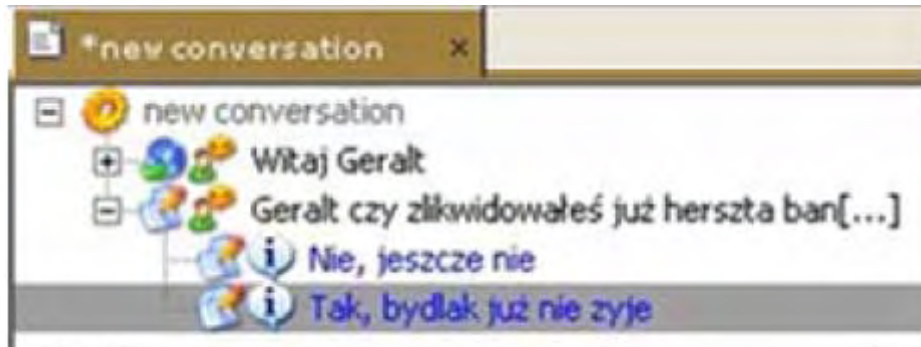 *new conversation
new conversation
Witaj Geralt
Geralt czy zlikwidowałeś już herszta ban[...]
Nie, jeszcze nie
Tak, bydlak już nie zyje